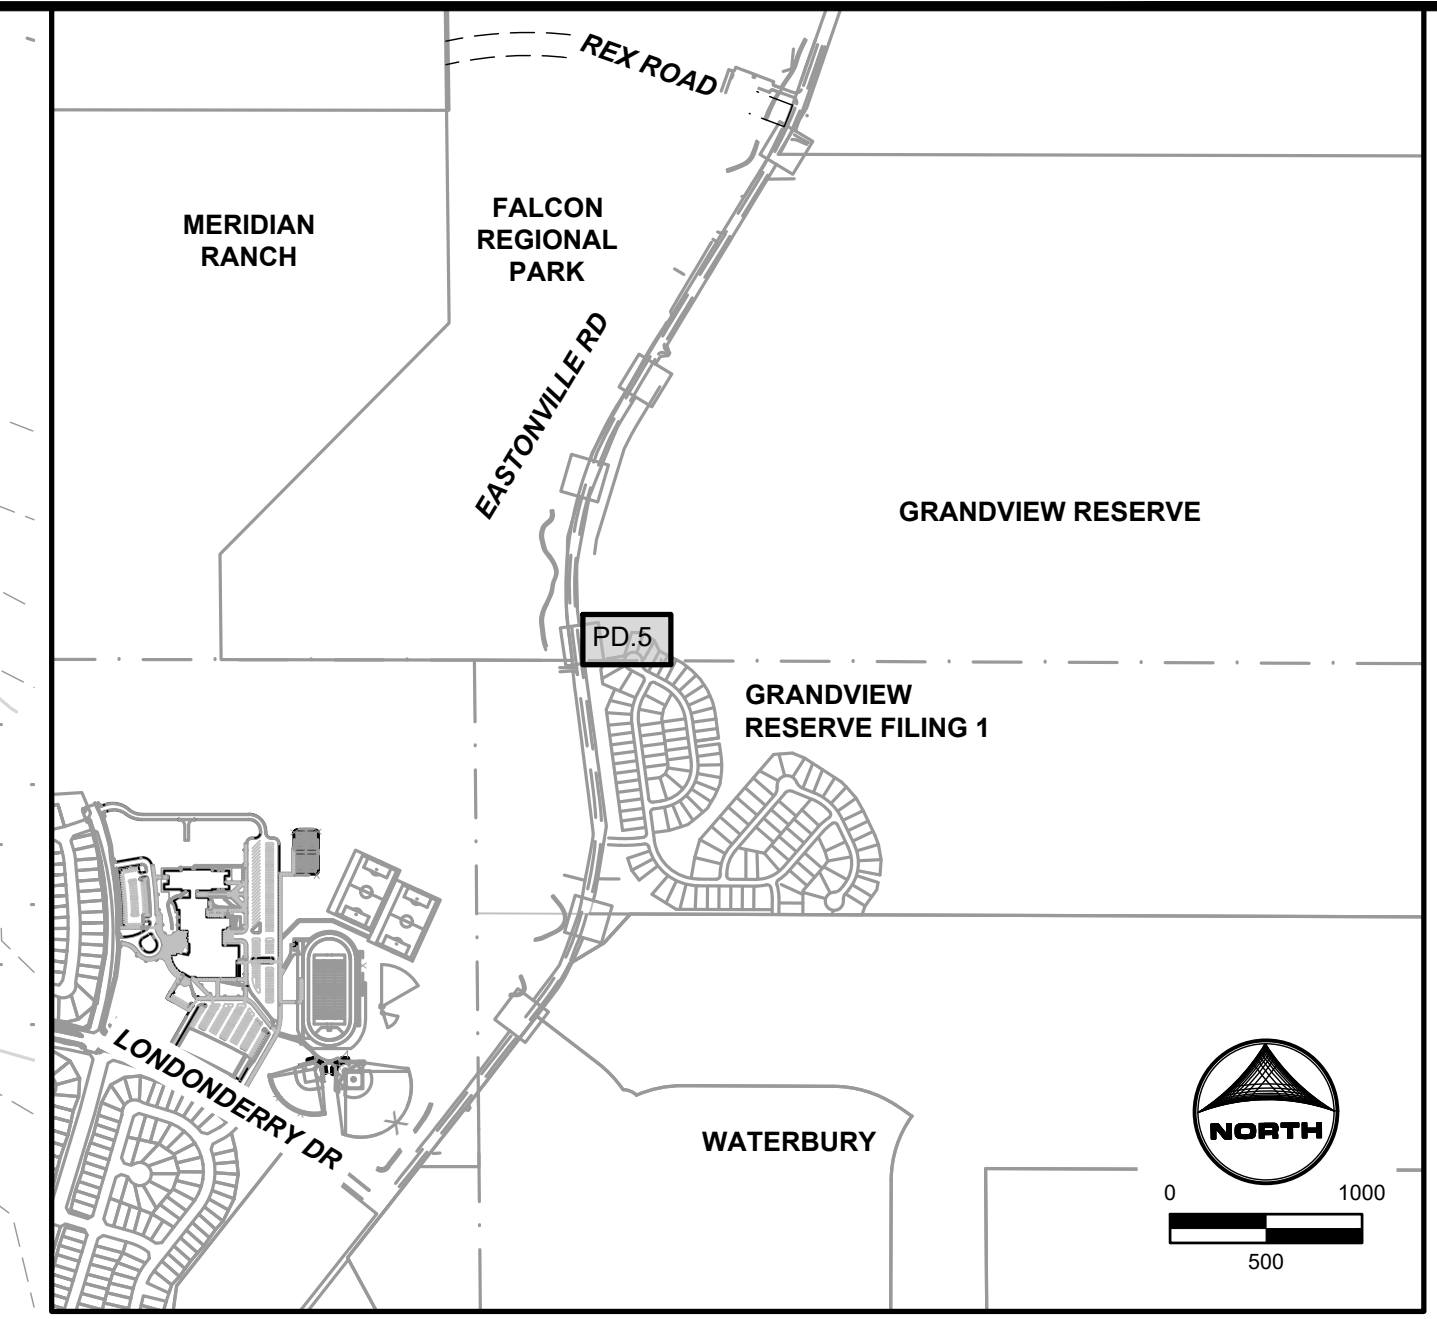 REX ROAD
MERIDIAN
RANCH
FALCON
REGIONAL
PARK
EASTONVILLE RD
GRANDVIEW RESERVE
PD.5
GRANDVIEW
RESERVE FILING 1
LONDONDERRY DR
WATERBURY
NORTH
0 1000
500